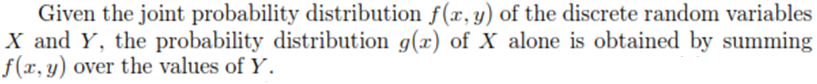 Given the joint probability distribution f(x, y) of the discrete random variables
X and Y, the probability distribution g(x) of X alone is obtained by summing
f(x, y) over the values of Y.